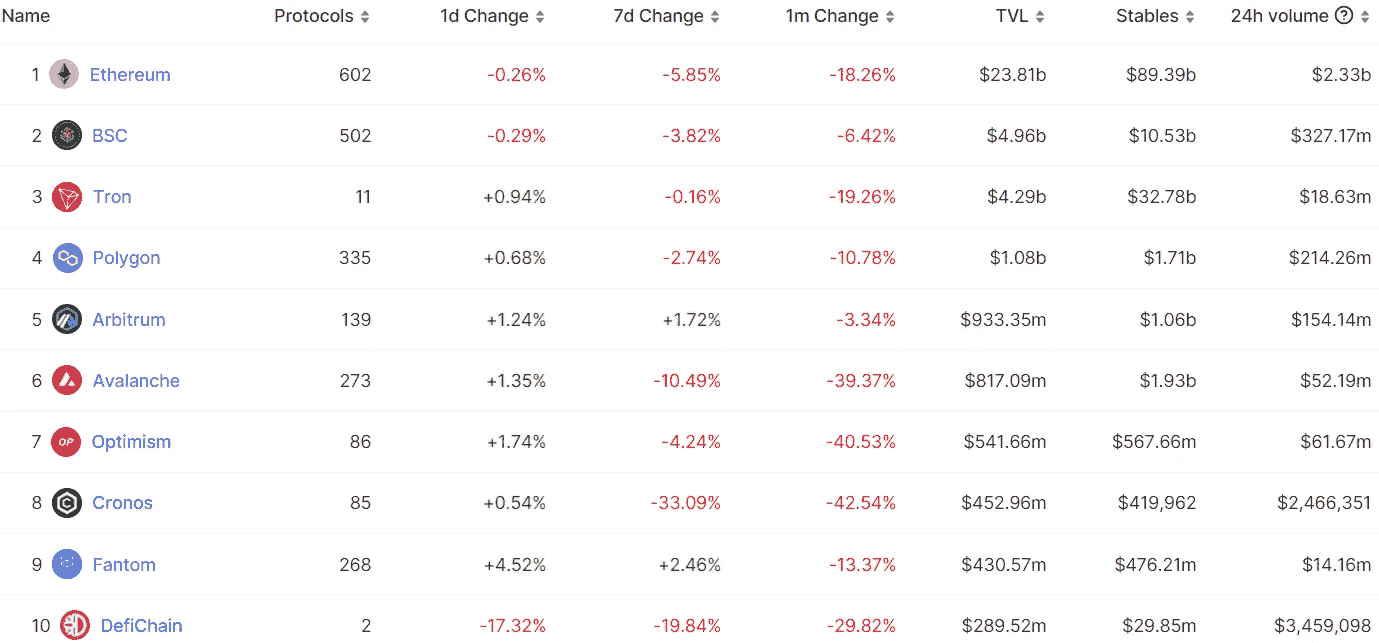 Name Protocols 1d Change 7d Change 1m Change TVL Stables 24h volume ?
1 Ethereum 602 -0.26% -5.85% -18.26% $23.81b $89.39b $2.33b
2 BSC 502 -0.29% -3.82% -6.42% $4.96b $10.53b $327.17m
3 Tron 11 +0.94% -0.16% -19.26% $4.29b $32.78b $18.63m
4 Polygon 335 +0.68% -2.74% -10.78% $1.08b $1.71b $214.26m
5 Arbitrum 139 +1.24% +1.72% -3.34% $933.35m $1.06b $154.14m
6 Avalanche 273 +1.35% -10.49% -39.37% $817.09m $1.93b $52.19m
7 OP Optimism 86 +1.74% -4.24% -40.53% $541.66m $567.66m $61.67m
8 Cronos 85 +0.54% -33.09% -42.54% $452.96m $419,962 $2,466,351
9 Fantom 268 +4.52% +2.46% -13.37% $430.57m $476.21m $14.16m
10 DefiChain 2 -17.32% -19.84% -29.82% $289.52m $29.85m $3,459,098